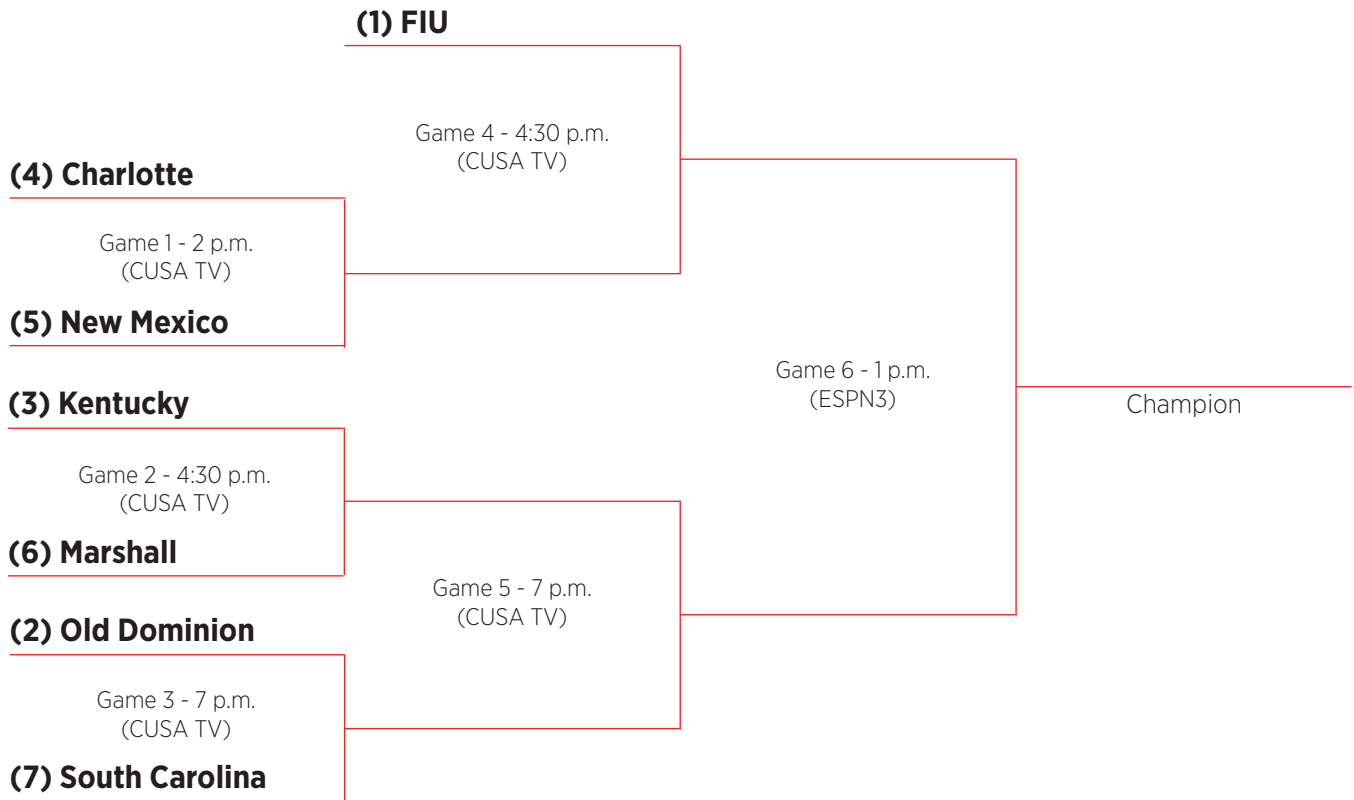 (1) FIU
Game 4 - 4:30 p.m.
(CUSA TV)
(4) Charlotte
Game 1 - 2 p.m.
(CUSA TV)
(5) New Mexico
Game 6 - 1 p.m.
(ESPN3)
Champion
(3) Kentucky
Game 2 - 4:30 p.m.
(CUSA TV)
(6) Marshall
Game 5 - 7 p.m.
(CUSA TV)
(2) Old Dominion
Game 3 - 7 p.m.
(CUSA TV)
(7) South Carolina